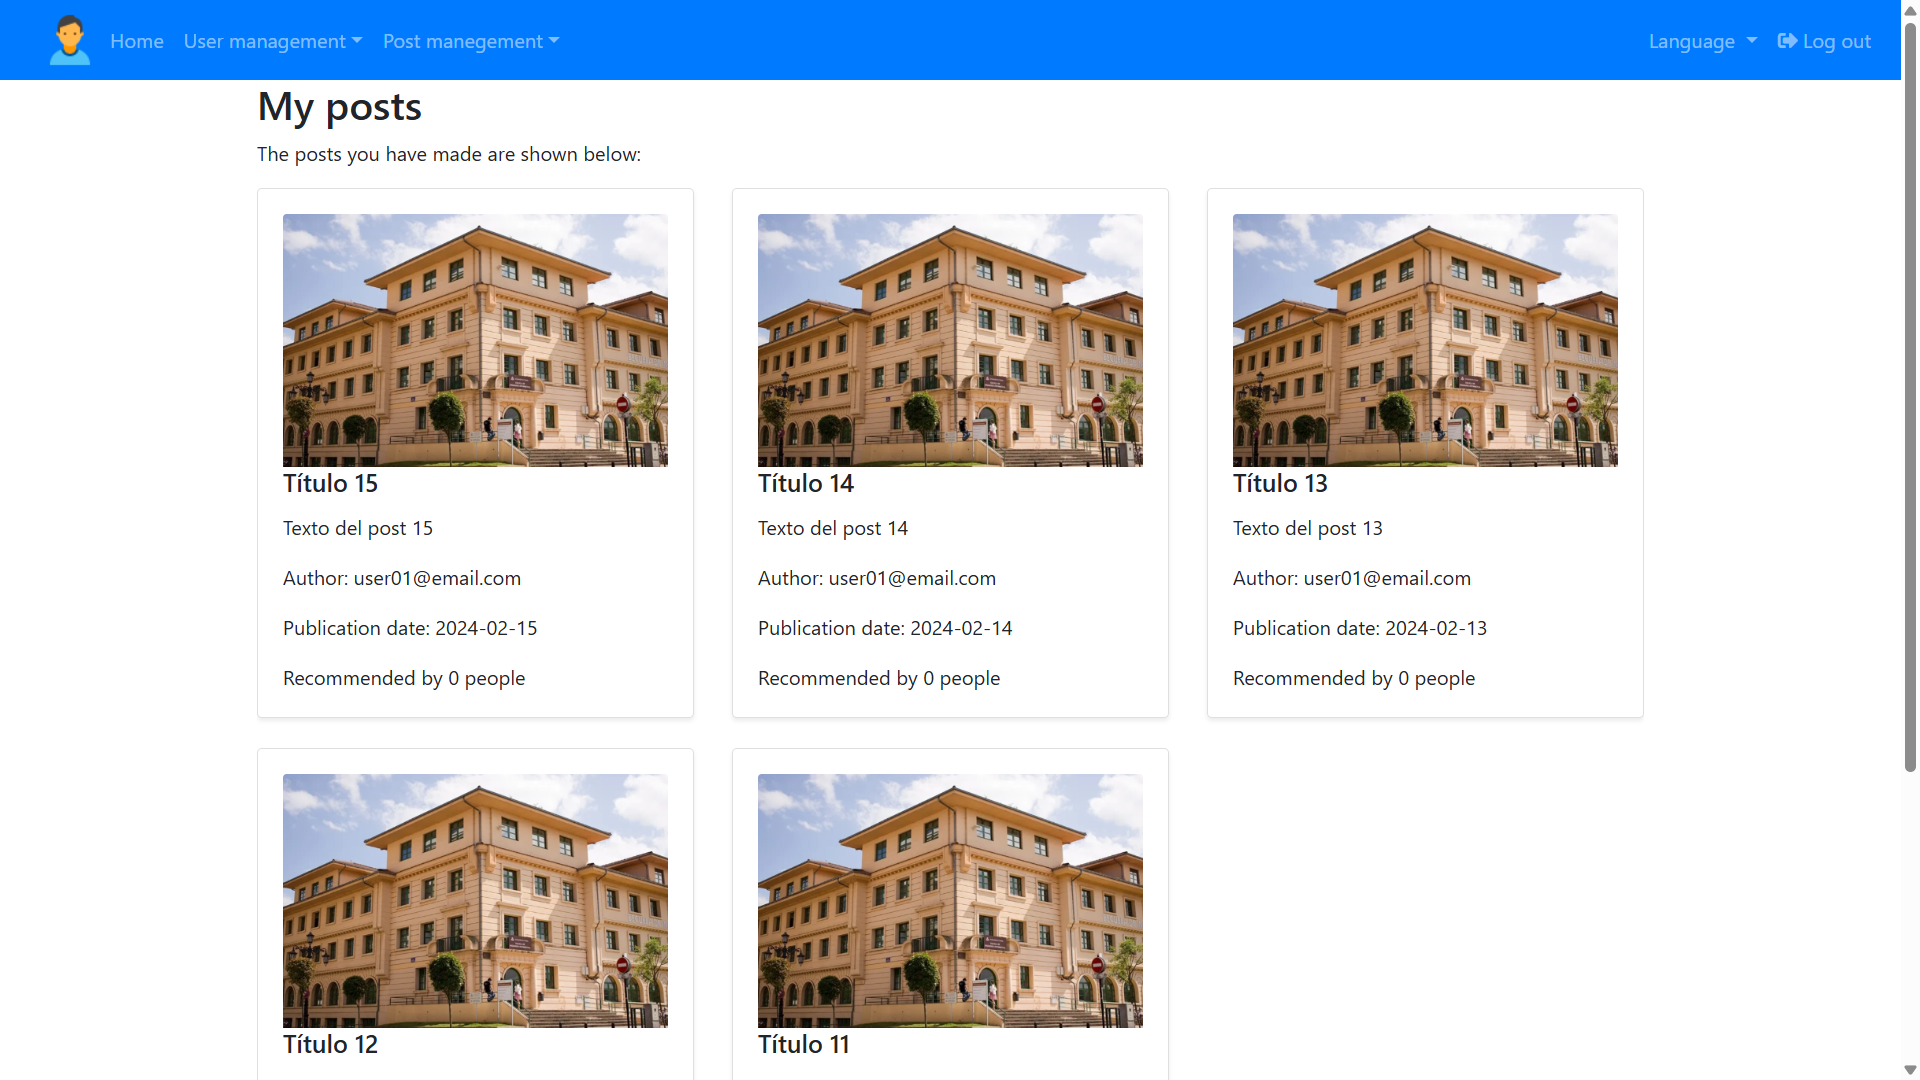 Home User management Post manegement Language Log out
My posts
The posts you have made are shown below:
Título 15
Texto del post 15
Author: user01@email.com
Publication date: 2024-02-15
Recommended by 0 people
Título 14
Texto del post 14
Author: user01@email.com
Publication date: 2024-02-14
Recommended by 0 people
Título 13
Texto del post 13
Author: user01@email.com
Publication date: 2024-02-13
Recommended by 0 people
Título 12
Título 11